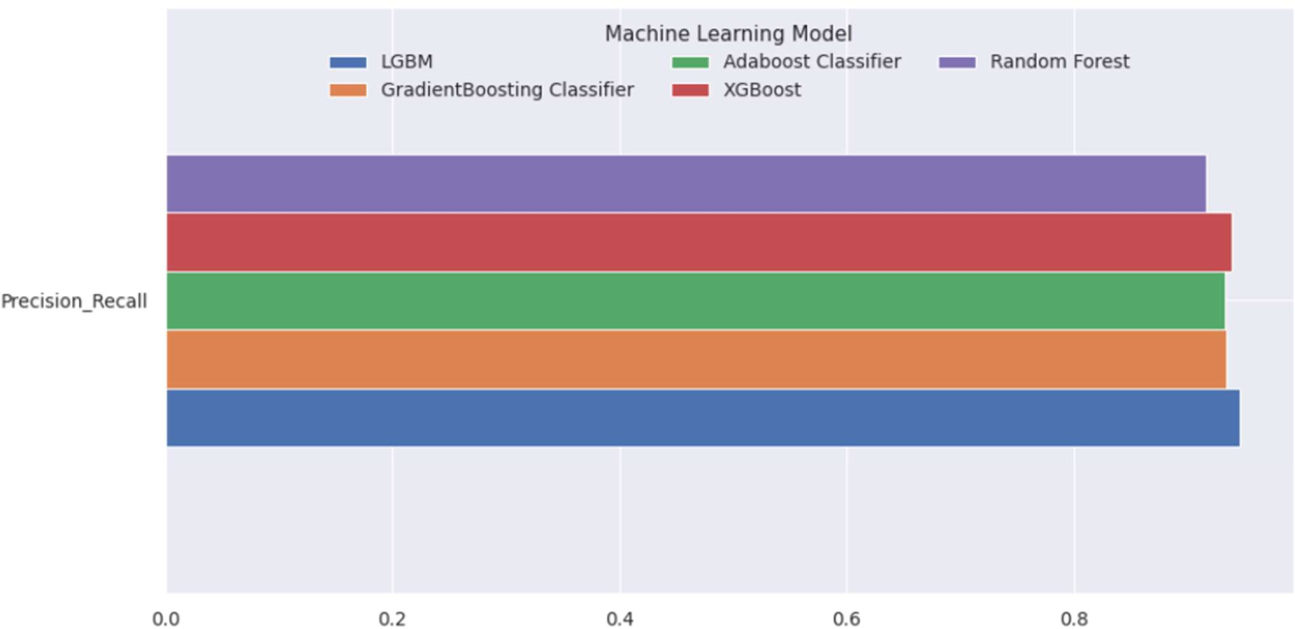 Machine Learning Model
LGBM
GradientBoosting Classifier
Adaboost Classifier
XGBoost
Random Forest
Precision_Recall
0.0 0.2 0.4 0.6 0.8